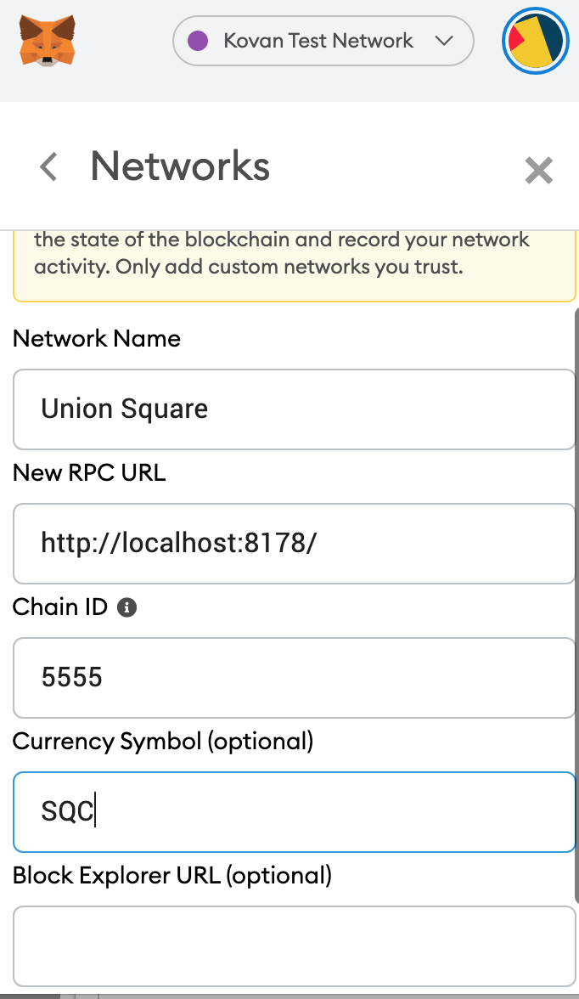 Kovan Test Network
Networks
the state of the blockchain and record your network
activity. Only add custom networks you trust.
Network Name
Union Square
New RPC URL
http://localhost:8178/
Chain ID
5555
Currency Symbol (optional)
SQC
Block Explorer URL (optional)